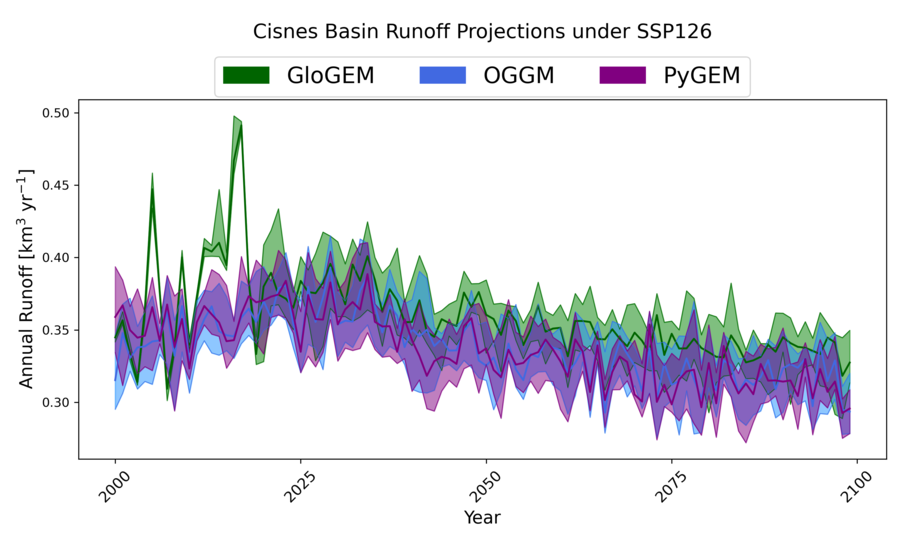 Cisnes Basin Runoff Projections under SSP126
GloGEM OGGM PyGEM
Annual Runoff [km³ yr⁻¹]
0.50
0.45
0.40
0.35
0.30
2000 2025 2050 2075 2100
Year